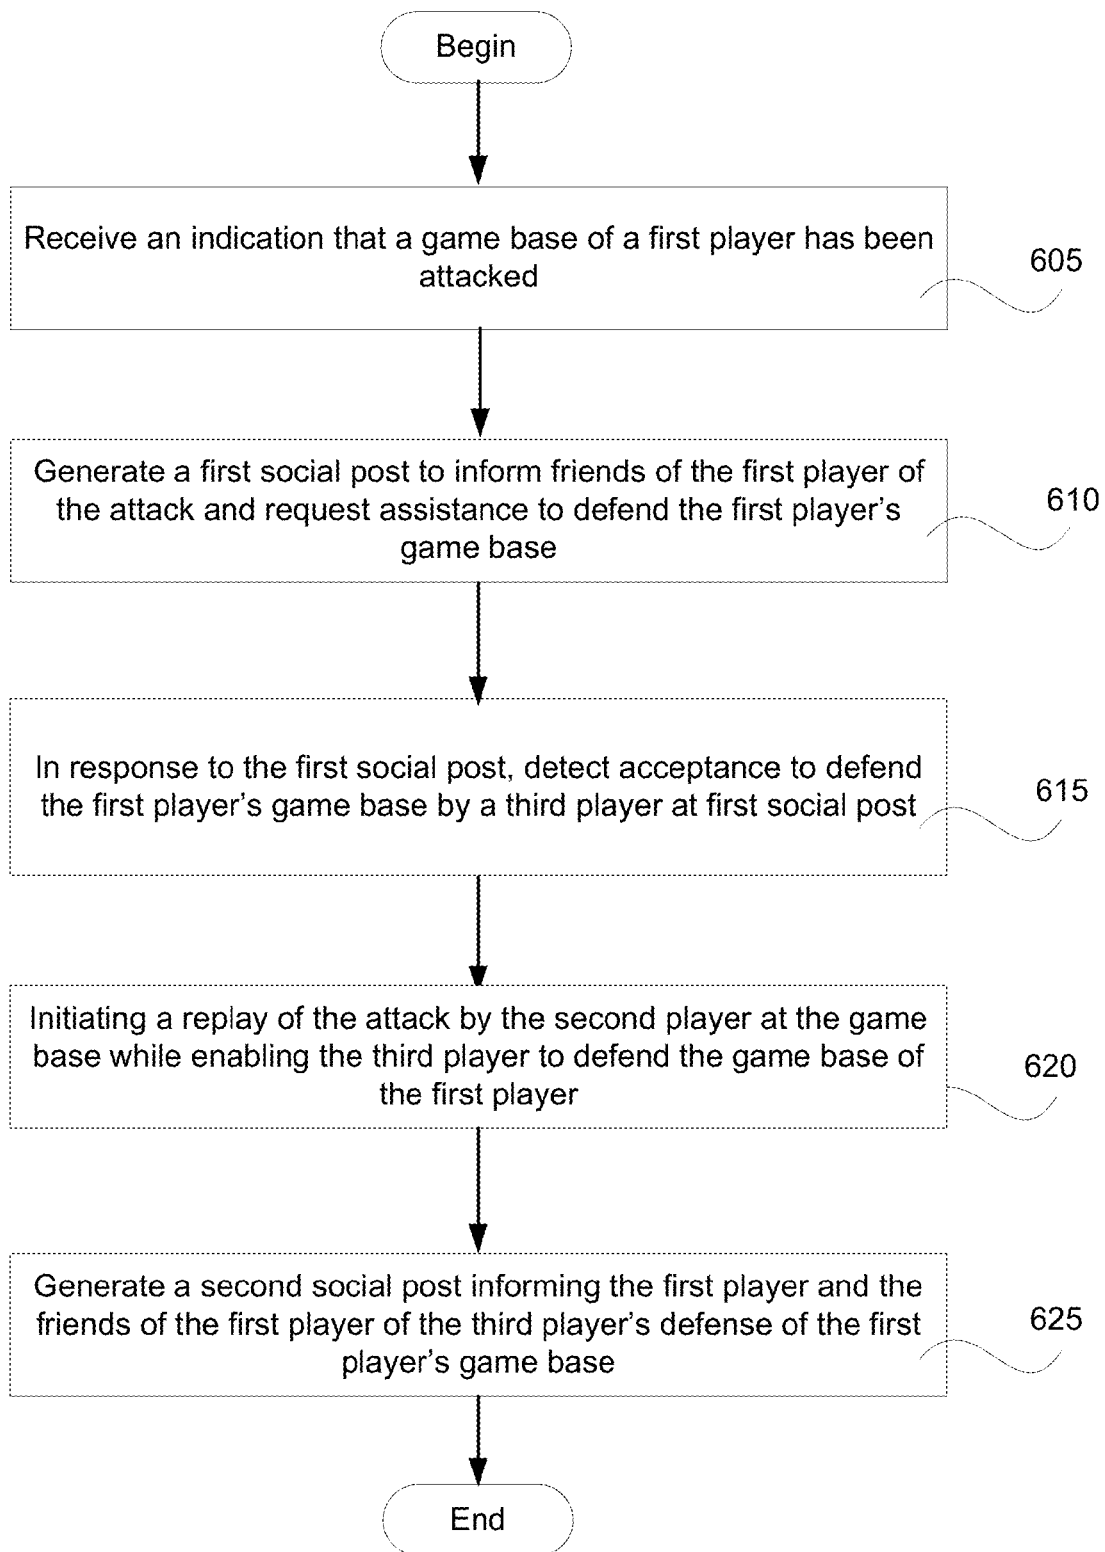 Begin
Receive an indication that a game base of a first player has been
attacked
605
Generate a first social post to inform friends of the first player of
the attack and request assistance to defend the first player’s
game base
610
In response to the first social post, detect acceptance to defend
the first player’s game base by a third player at first social post
615
Initiating a replay of the attack by the second player at the game
base while enabling the third player to defend the game base of
the first player
620
Generate a second social post informing the first player and the
friends of the first player of the third player’s defense of the first
player’s game base
625
End